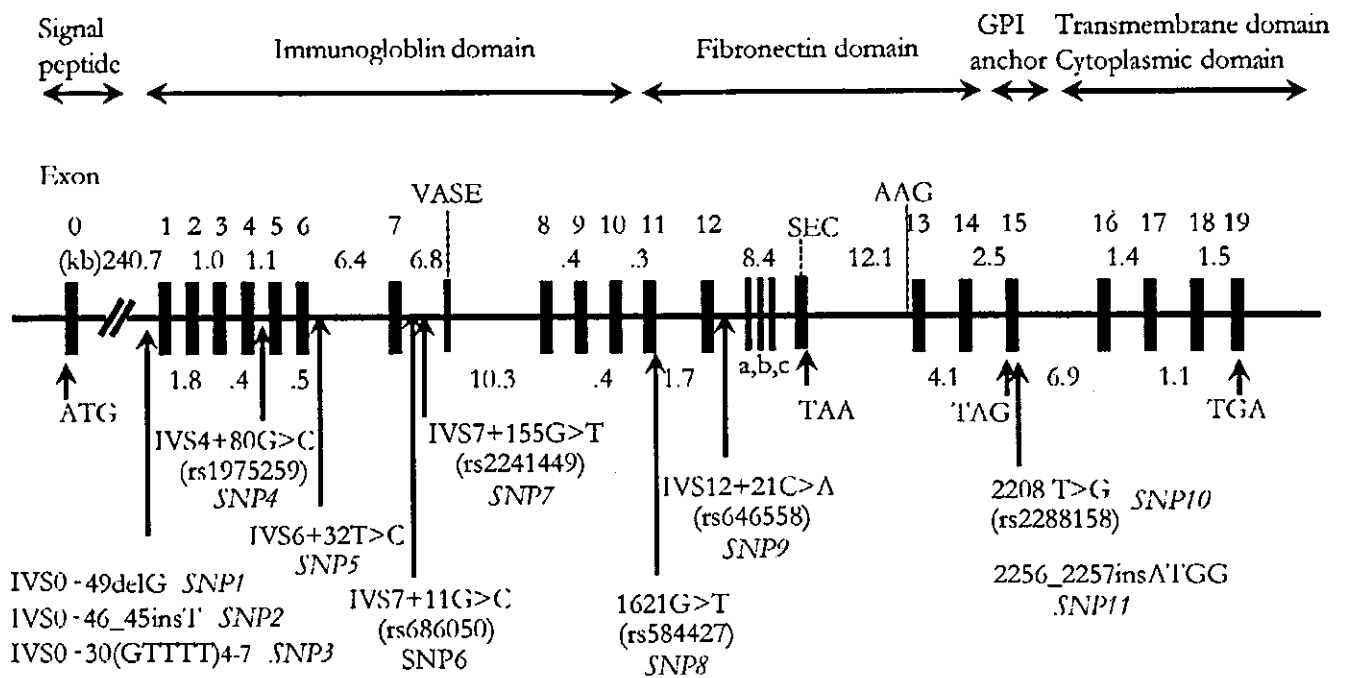 Signal peptide
Immunogloblin domain
Fibronectin domain
GPI anchor
Transmembrane domain
Cytoplasmic domain
Exon
VASE
SEC
AAG
0 1 2 3 4 5 6 7 8 9 10 11 12 13 14 15 16 17 18 19
(kb)240.7 1.0 1.1 6.4 6.8 .4 .3 8.4 12.1 2.5 1.4 1.5
1.8 .4 .5 10.3 .4 1.7 a,b,c 4.1 6.9 1.1
ATG
TAA
TAG
TGA
IVS4+80G>C
(rs1975259)
SNP4
IVS7+155G>T
(rs2241449)
SNP7
IVS12+21C>A
(rs646558)
SNP9
2208 T>G SNP10
(rs2288158)
IVS6+32T>C
SNP5
2256_2257insATGG
SNP11
IVS0 -49delG SNP1
IVS0 -46_45insT SNP2
IVS0 -30(GTTTT)4-7 SNP3
IVS7+11G>C
(rs686050)
SNP6
1621G>T
(rs584427)
SNP8